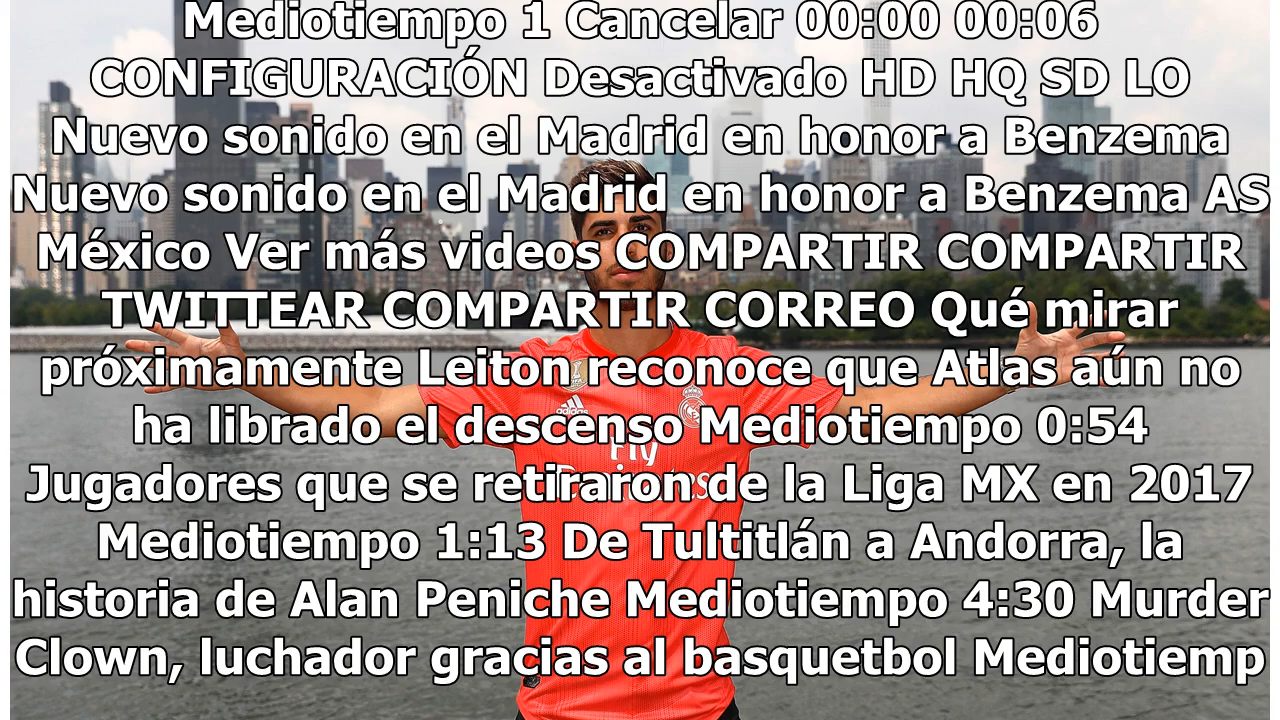 Mediotiempo 1 Cancelar 00:00 00:06
CONFIGURACIÓN Desactivado HD HQ SD LO
Nuevo sonido en el Madrid en honor a Benzema
Nuevo sonido en el Madrid en honor a Benzema AS
México Ver más videos COMPARTIR COMPARTIR
TWITTEAR COMPARTIR CORREO Qué mirar
próximamente Leiton reconoce que Atlas aún no
ha librado el descenso Mediotiempo 0:54
Jugadores que se retiraron de la Liga MX en 2017
Mediotiempo 1:13 De Tultitlán a Andorra, la
historia de Alan Peniche Mediotiempo 4:30 Murder
Clown, luchador gracias al basquetbol Mediotiemp
adidas
Fly
Emirates